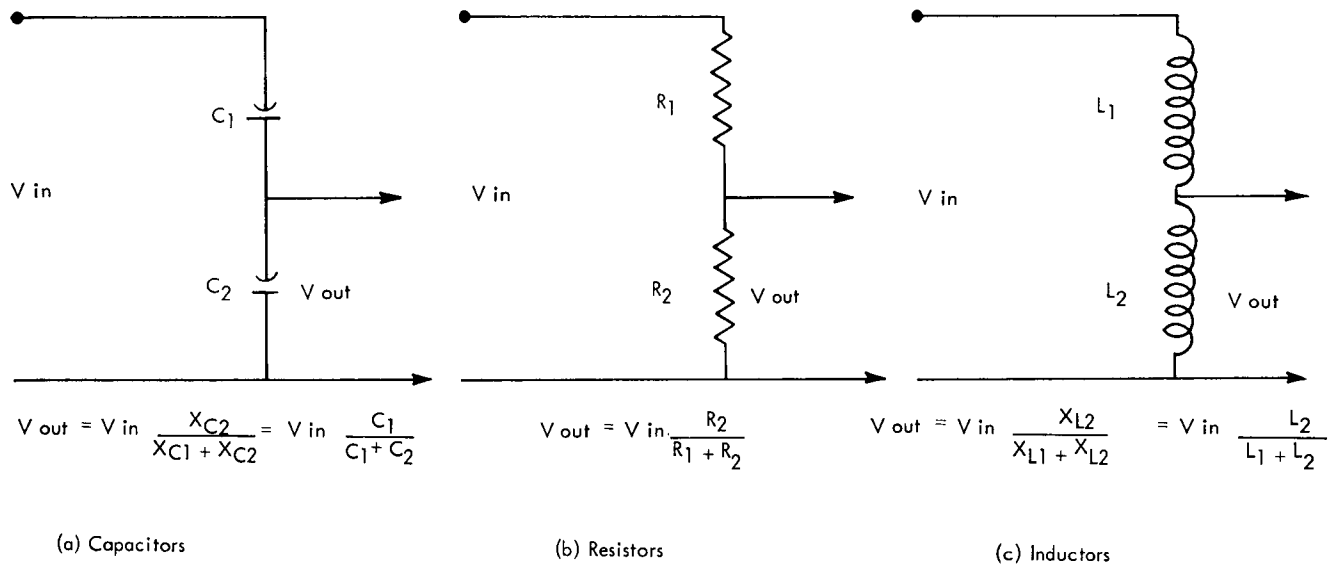 C1
V in
C2 V out
V out = V in XC2 / XC1 + XC2 = V in C1 / C1 + C2
(a) Capacitors
R1
V in
R2 V out
V out = V in . R2 / R1 + R2
(b) Resistors
L1
V in
L2 V out
V out = V in XL2 / XL1 + XL2 = V in L2 / L1 + L2
(c) Inductors